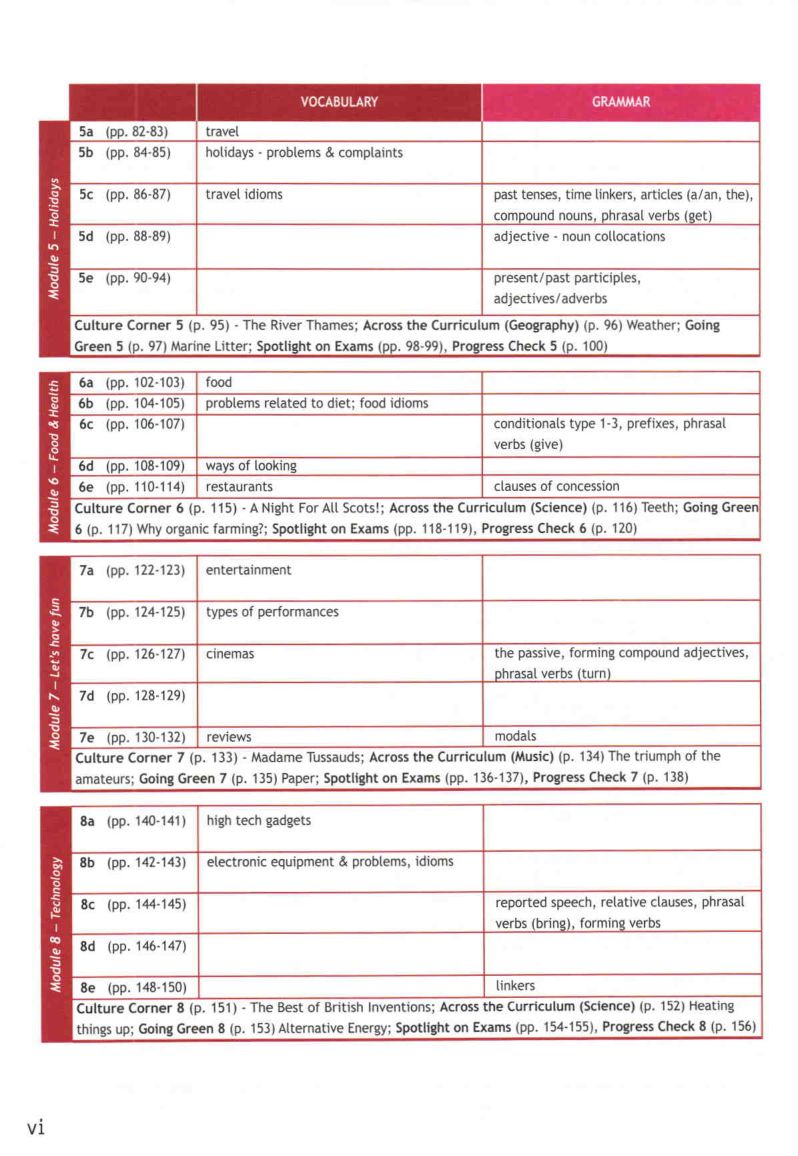 VOCABULARY GRAMMAR
Module 5 – Holidays
5a (pp. 82-83) travel
5b (pp. 84-85) holidays - problems & complaints
5c (pp. 86-87) travel idioms past tenses, time linkers, articles (a/an, the),
compound nouns, phrasal verbs (get)
5d (pp. 88-89) adjective - noun collocations
5e (pp. 90-94) present/past participles,
adjectives/adverbs
Culture Corner 5 (p. 95) - The River Thames; Across the Curriculum (Geography) (p. 96) Weather; Going
Green 5 (p. 97) Marine Litter; Spotlight on Exams (pp. 98-99), Progress Check 5 (p. 100)
Module 6 – Food & Health
6a (pp. 102-103) food
6b (pp. 104-105) problems related to diet; food idioms
6c (pp. 106-107) conditionals type 1-3, prefixes, phrasal
verbs (give)
6d (pp. 108-109) ways of looking
6e (pp. 110-114) restaurants clauses of concession
Culture Corner 6 (p. 115) - A Night For All Scots!; Across the Curriculum (Science) (p. 116) Teeth; Going Green
6 (p. 117) Why organic farming?; Spotlight on Exams (pp. 118-119), Progress Check 6 (p. 120)
Module 7 – Let's have fun
7a (pp. 122-123) entertainment
7b (pp. 124-125) types of performances
7c (pp. 126-127) cinemas the passive, forming compound adjectives,
phrasal verbs (turn)
7d (pp. 128-129)
7e (pp. 130-132) reviews modals
Culture Corner 7 (p. 133) - Madame Tussauds; Across the Curriculum (Music) (p. 134) The triumph of the
amateurs; Going Green 7 (p. 135) Paper; Spotlight on Exams (pp. 136-137), Progress Check 7 (p. 138)
Module 8 – Technology
8a (pp. 140-141) high tech gadgets
8b (pp. 142-143) electronic equipment & problems, idioms
8c (pp. 144-145) reported speech, relative clauses, phrasal
verbs (bring), forming verbs
8d (pp. 146-147)
8e (pp. 148-150) linkers
Culture Corner 8 (p. 151) - The Best of British Inventions; Across the Curriculum (Science) (p. 152) Heating
things up; Going Green 8 (p. 153) Alternative Energy; Spotlight on Exams (pp. 154-155), Progress Check 8 (p. 156)
vi